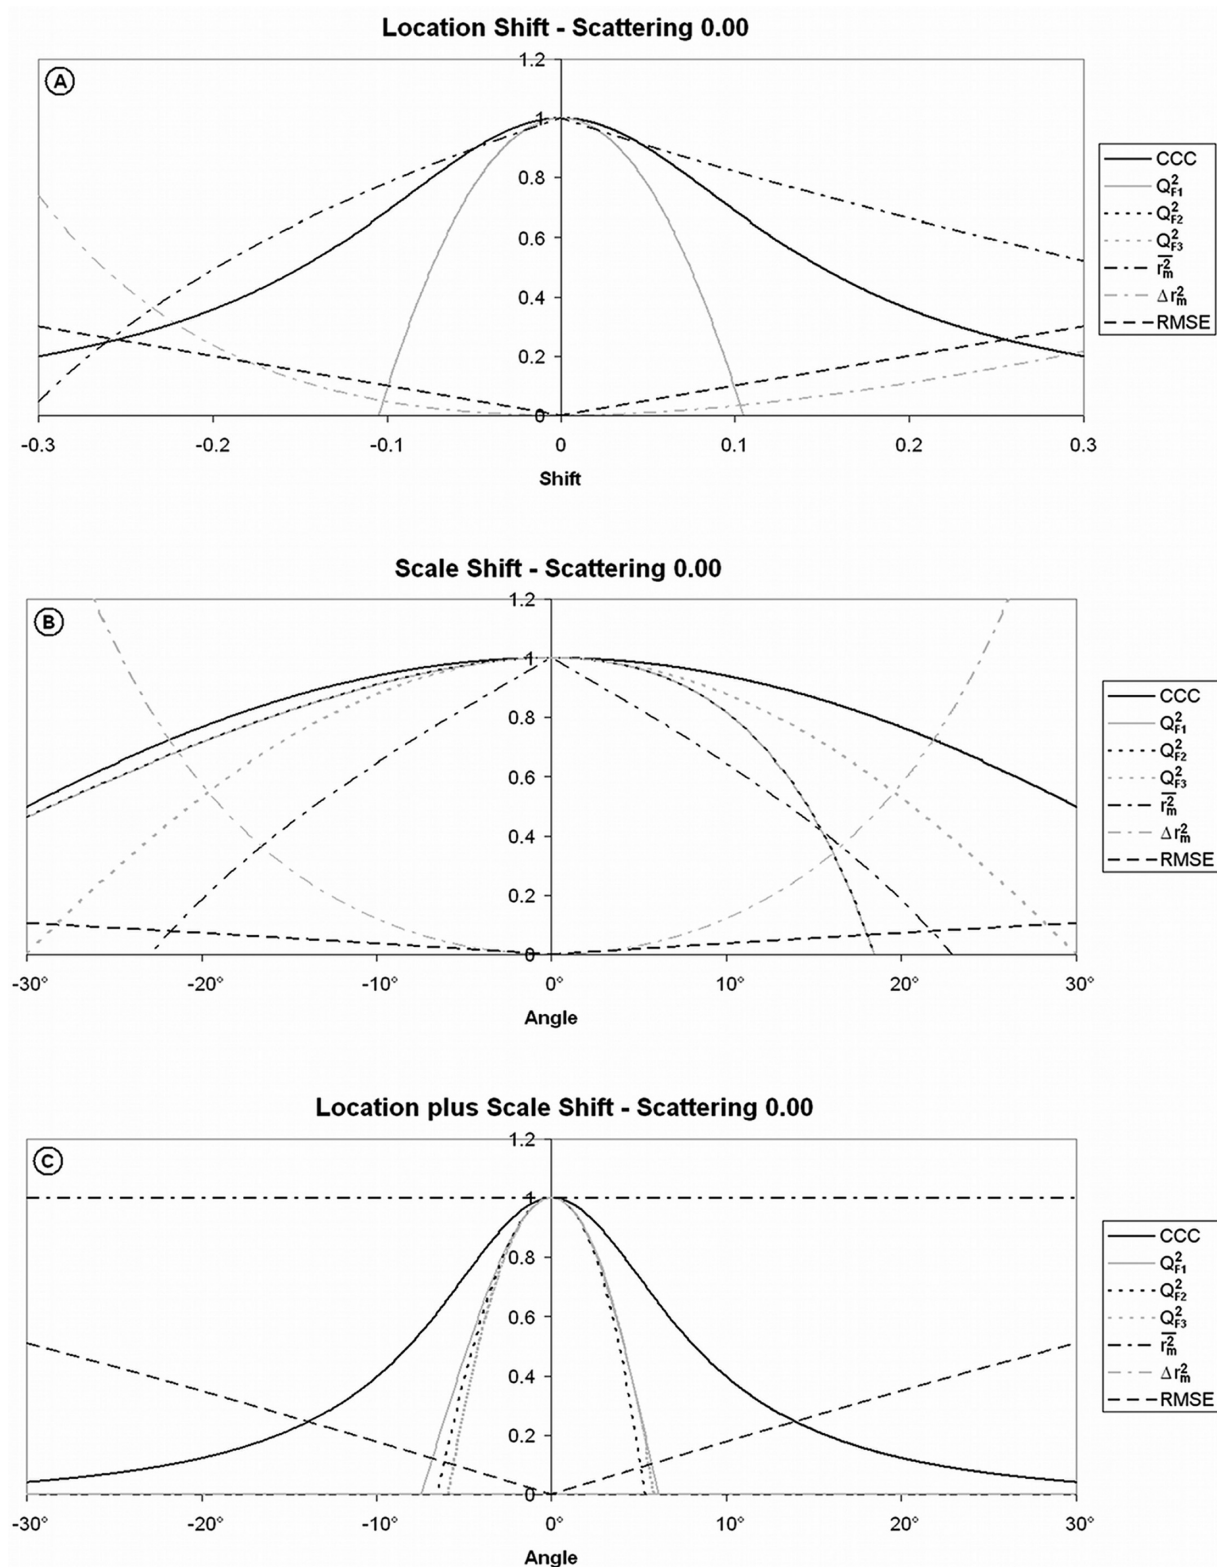 Location Shift - Scattering 0.00
A
1.2
1
0.8
0.6
0.4
0.2
0
-0.3 -0.2 -0.1 0 0.1 0.2 0.3
Shift
CCC
Q²F1
Q²F2
Q²F3
r̅²m
Δr²m
RMSE
Scale Shift - Scattering 0.00
B
1.2
1
0.8
0.6
0.4
0.2
0
-30° -20° -10° 0° 10° 20° 30°
Angle
CCC
Q²F1
Q²F2
Q²F3
r̅²m
Δr²m
RMSE
Location plus Scale Shift - Scattering 0.00
C
1.2
1
0.8
0.6
0.4
0.2
0
-30° -20° -10° 0° 10° 20° 30°
Angle
CCC
Q²F1
Q²F2
Q²F3
r̅²m
Δr²m
RMSE